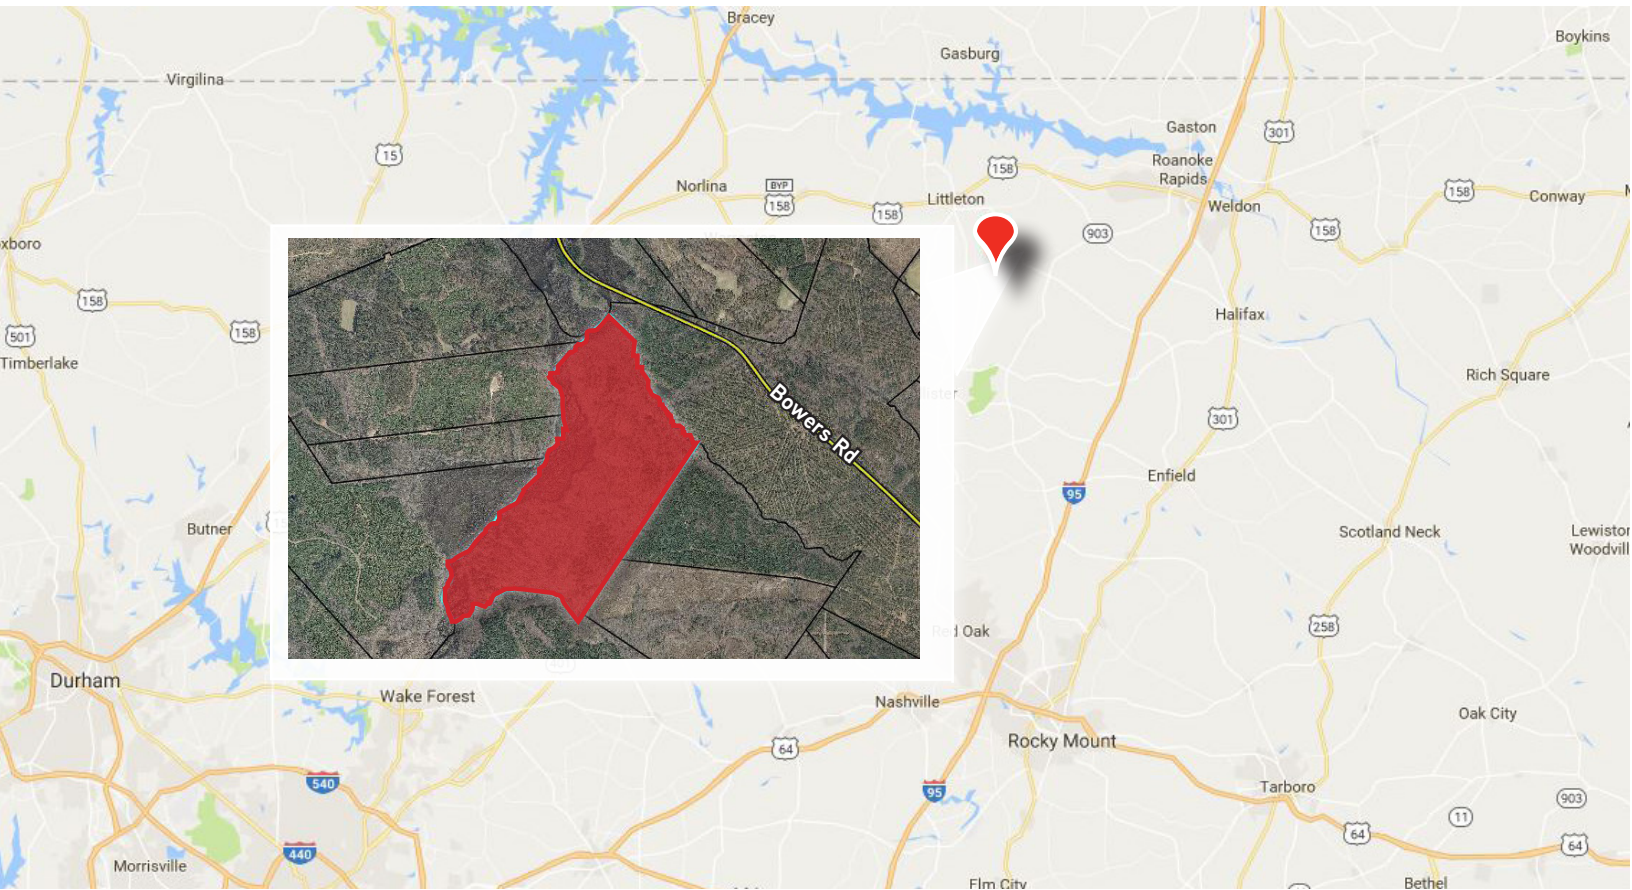 Bracey
Boykins
Gasburg
Virgilina
Gaston
301
15
Roanoke
Rapids
158
Norlina
BYP
158
158
Littleton
158
Conway
Weldon
158
903
xboro
158
158
501
Timberlake
Halifax
Rich Square
Bowers Rd
301
Enfield
95
Butner
Scotland Neck
Lewiston
Woodvill
258
Red Oak
Durham
Wake Forest
Nashville
Oak City
Rocky Mount
64
540
95
Tarboro
903
11
64
64
440
Morrisville
Elm City
Bethel